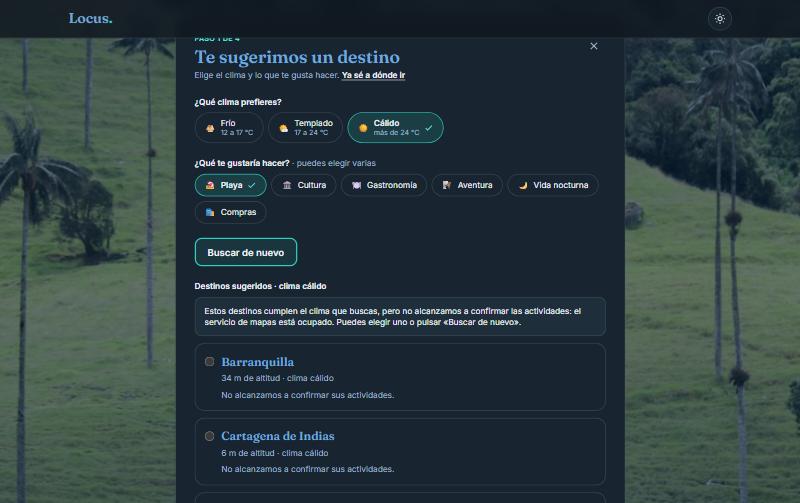 Locus.
PASO 1 DE 4
Te sugerimos un destino
Elige el clima y lo que te gusta hacer. Ya sé a dónde ir
¿Qué clima prefieres?
Frío
12 a 17 °C
Templado
17 a 24 °C
Cálido
más de 24 °C
¿Qué te gustaría hacer? · puedes elegir varias
Playa
Cultura
Gastronomía
Aventura
Vida nocturna
Compras
Buscar de nuevo
Destinos sugeridos · clima cálido
Estos destinos cumplen el clima que buscas, pero no alcanzamos a confirmar las actividades: el
servicio de mapas está ocupado. Puedes elegir uno o pulsar «Buscar de nuevo».
Barranquilla
34 m de altitud · clima cálido
No alcanzamos a confirmar sus actividades.
Cartagena de Indias
6 m de altitud · clima cálido
No alcanzamos a confirmar sus actividades.